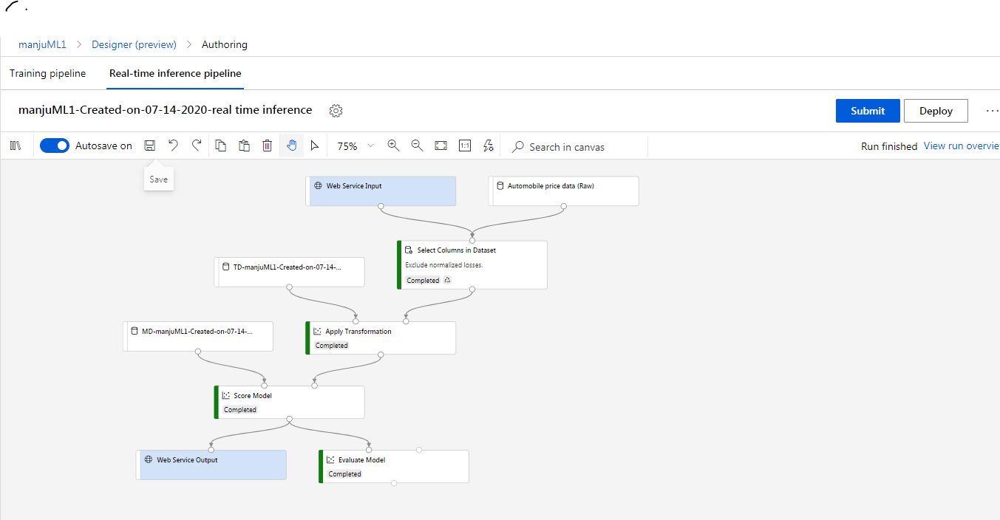 manjuML1 > Designer (preview) > Authoring
Training pipeline Real-time inference pipeline
manjuML1-Created-on-07-14-2020-real time inference Submit Deploy ...
Autosave on 75% 1:1 Search in canvas Run finished View run overvie
Save
Web Service Input
Automobile price data (Raw)
Select Columns in Dataset
Exclude normalized losses.
Completed
TD-manjuML1-Created-on-07-14-...
Apply Transformation
Completed
MD-manjuML1-Created-on-07-14-...
Score Model
Completed
Web Service Output
Evaluate Model
Completed